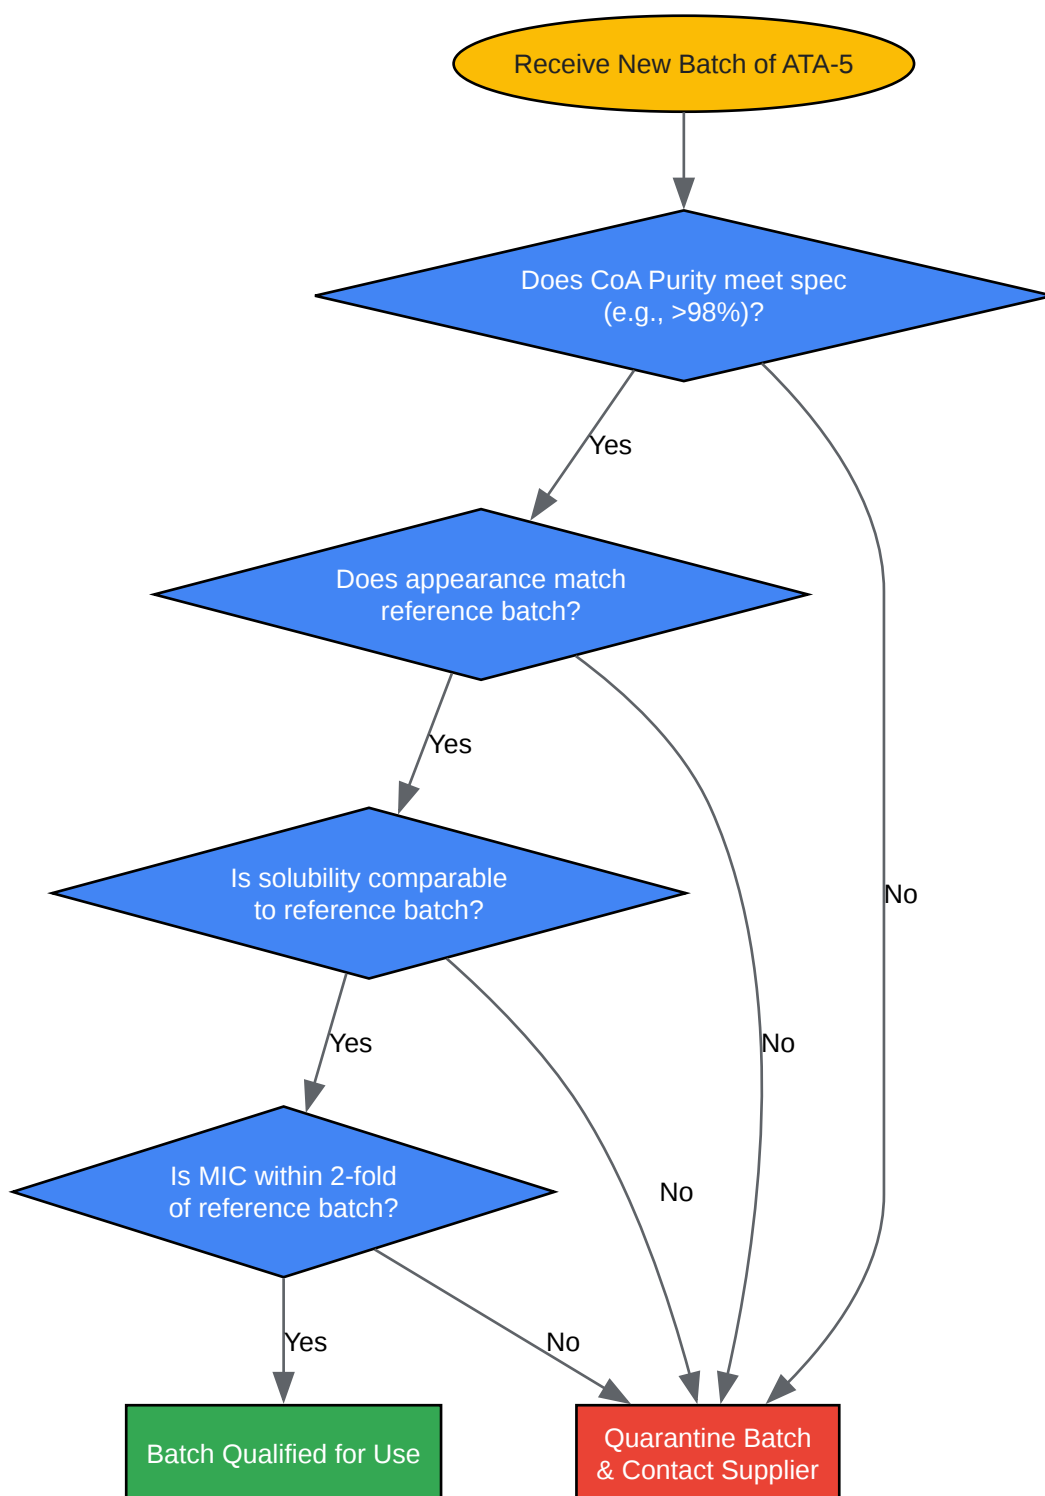 Receive New Batch of ATA-5
Does CoA Purity meet spec
(e.g., >98%)?
Yes
Does appearance match
reference batch?
Yes
Is solubility comparable
to reference batch?
No
Yes
No
Is MIC within 2-fold
of reference batch?
No
Yes
No
Batch Qualified for Use
Quarantine Batch
& Contact Supplier